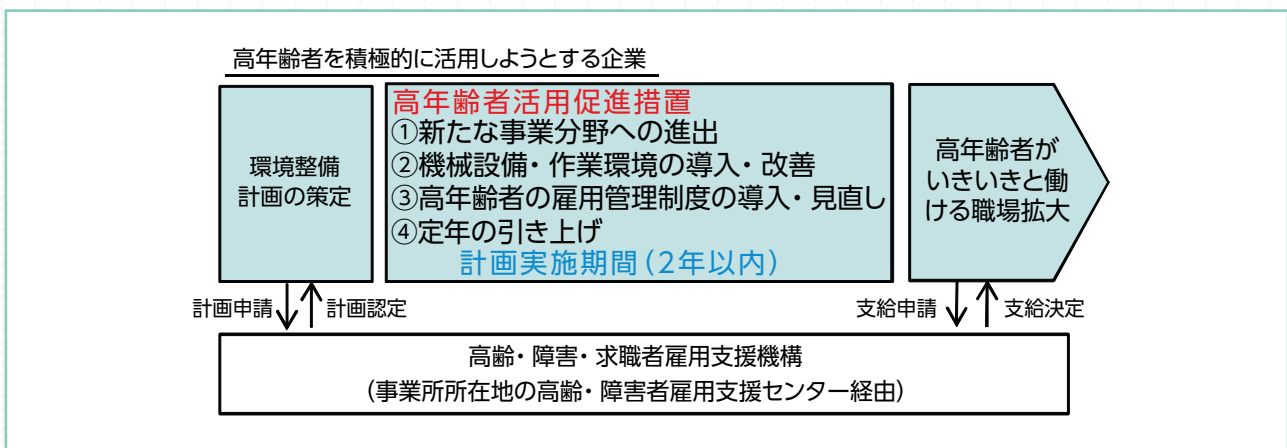 高年齢者を積極的に活用しようとする企業
環境整備
計画の策定
高年齢者活用促進措置
①新たな事業分野への進出
②機械設備・作業環境の導入・改善
③高年齢者の雇用管理制度の導入・見直し
④定年の引き上げ
計画実施期間(2年以内)
高年齢者が
いきいきと働
ける職場拡大
計画申請
計画認定
支給申請
支給決定
高齢・障害・求職者雇用支援機構
(事業所所在地の高齢・障害者雇用支援センター経由)